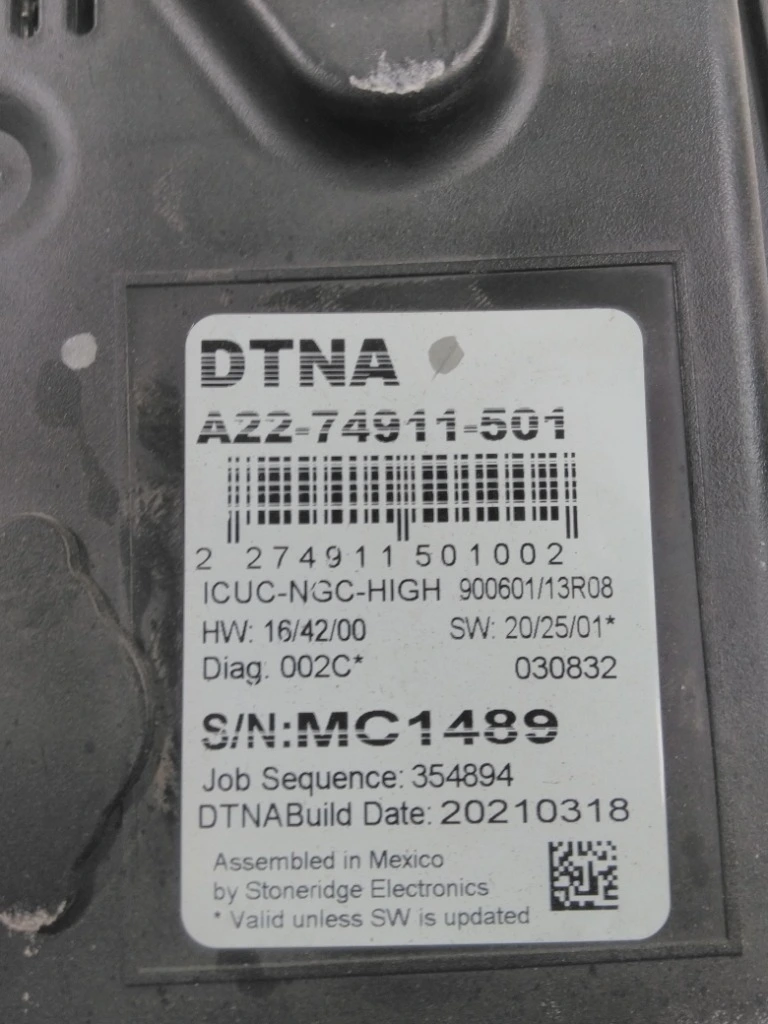 DTNA
A22-74911-501
2 274911501002
ICUC-NGC-HIGH 900601/13R08
HW: 16/42/00 SW: 20/25/01*
Diag. 002C* 030832
S/N:MC1489
Job Sequence: 354894
DTNABuild Date: 20210318
Assembled in Mexico
by Stoneridge Electronics
* Valid unless SW is updated